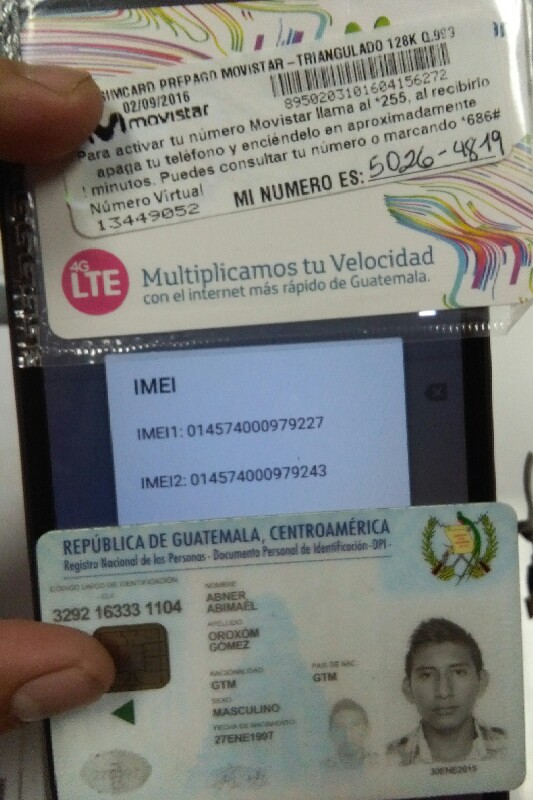 SIMCARD PREPAGO MOVISTAR - TRIANGULADO 128K 0.993
02/09/2016
8950203101604156272
movistar
Para activar tu número Movistar llama al *255, al recibirlo
apaga tu teléfono y enciéndelo en aproximadamente
minutos. Puedes consultar tu número o marcando *686#
Número Virtual
13449052
MI NUMERO ES: 5026-4819
4G
LTE
Multiplicamos tu Velocidad
con el internet más rápido de Guatemala.
IMEI
IMEI1: 014574000979227
IMEI2: 014574000979243
REPÚBLICA DE GUATEMALA, CENTROAMÉRICA
Registro Nacional de las Personas - Documento Personal de Identificación -DPI-
CÓDIGO ÚNICO DE IDENTIFICACIÓN
CUI
3292 16333 1104
NOMBRE
ABNER
ABIMAEL
APELLIDO
OROXÓM
GÓMEZ
NACIONALIDAD
GTM
PAIS DE NAC.
GTM
SEXO
MASCULINO
FECHA DE NACIMIENTO
27ENE1997
30ENE2015